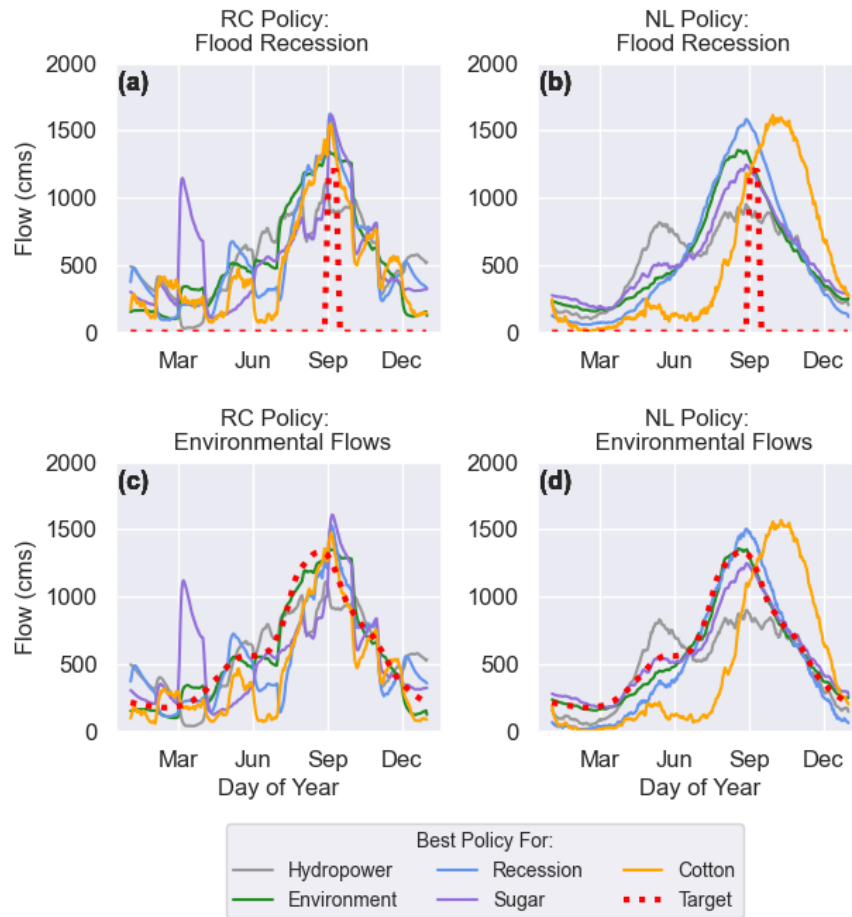 RC Policy:
Flood Recession
NL Policy:
Flood Recession
(a)
(b)
2000
1500
1000
500
0
Flow (cms)
2000
1500
1000
500
0
Mar Jun Sep Dec
Mar Jun Sep Dec
RC Policy:
Environmental Flows
NL Policy:
Environmental Flows
(c)
(d)
2000
1500
1000
500
0
Flow (cms)
2000
1500
1000
500
0
Mar Jun Sep Dec
Mar Jun Sep Dec
Day of Year
Day of Year
Best Policy For:
Hydropower Recession Cotton
Environment Sugar Target